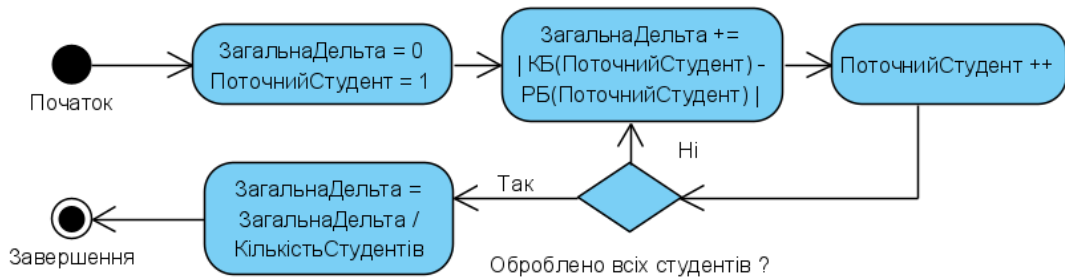 Початок
ЗагальнаДельта = 0
ПоточнийСтудент = 1
ЗагальнаДельта +=
| КБ(ПоточнийСтудент) -
РБ(ПоточнийСтудент) |
ПоточнийСтудент ++
Ні
Так
ЗагальнаДельта =
ЗагальнаДельта /
КількістьСтудентів
Завершення
Оброблено всіх студентів ?